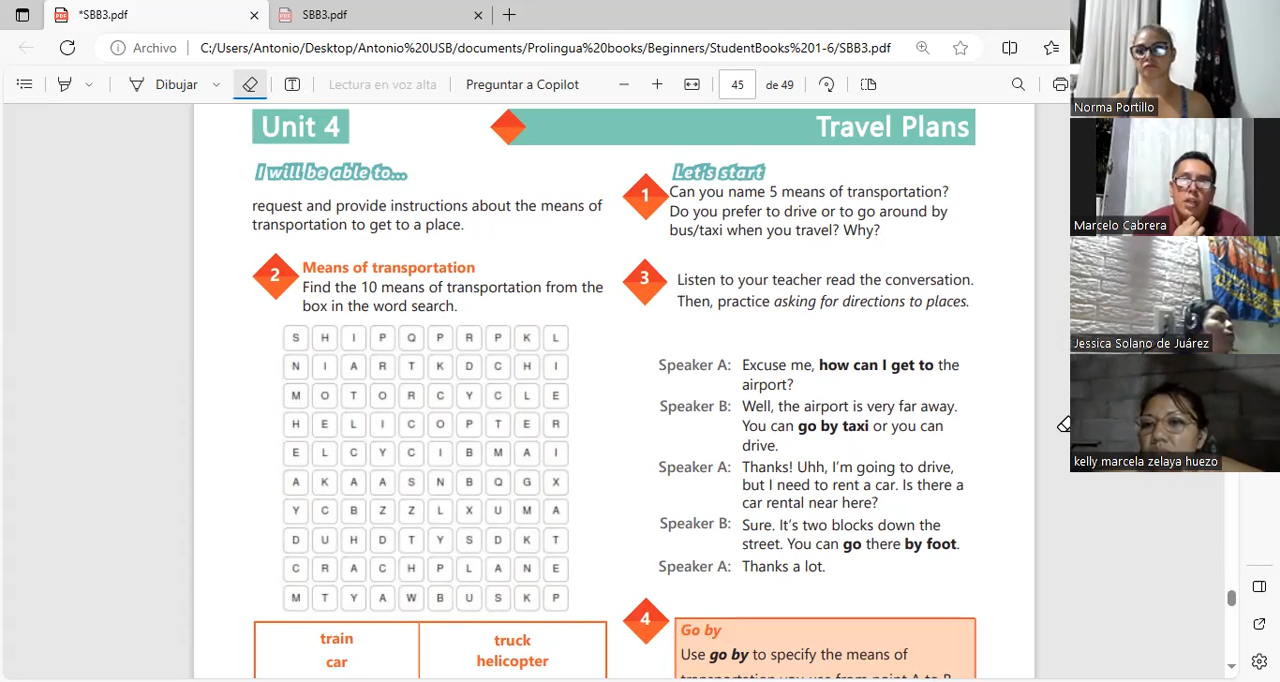 *SBB3.pdf
SBB3.pdf
Archivo
C:/Users/Antonio/Desktop/Antonio%20USB/documents/Prolingua%20books/Beginners/StudentBooks%201-6/SBB3.pdf
Dibujar
Lectura en voz alta
Preguntar a Copilot
45
de 49
Unit 4
Travel Plans
I will be able to...
request and provide instructions about the means of
transportation to get to a place.
2
Means of transportation
Find the 10 means of transportation from the
box in the word search.
S H I P Q P R P K L
N I A R T K D C H I
M O T O R C Y C L E
H E L I C O P T E R
E L C Y C I B M A I
A K A A S N B Q G X
Y C B Z Z L X U M A
D U H D T Y S D K T
C R A C H P L A N E
M T Y A W B U S K P
train
truck
car
helicopter
Let's start
1
Can you name 5 means of transportation?
Do you prefer to drive or to go around by
bus/taxi when you travel? Why?
3
Listen to your teacher read the conversation.
Then, practice asking for directions to places.
Speaker A: Excuse me, how can I get to the
airport?
Speaker B: Well, the airport is very far away.
You can go by taxi or you can
drive.
Speaker A: Thanks! Uhh, I'm going to drive,
but I need to rent a car. Is there a
car rental near here?
Speaker B: Sure. It's two blocks down the
street. You can go there by foot.
Speaker A: Thanks a lot.
4
Go by
Use go by to specify the means of
transportation you use from point A to B
Norma Portillo
Marcelo Cabrera
Jessica Solano de Juárez
kelly marcela zelaya huezo